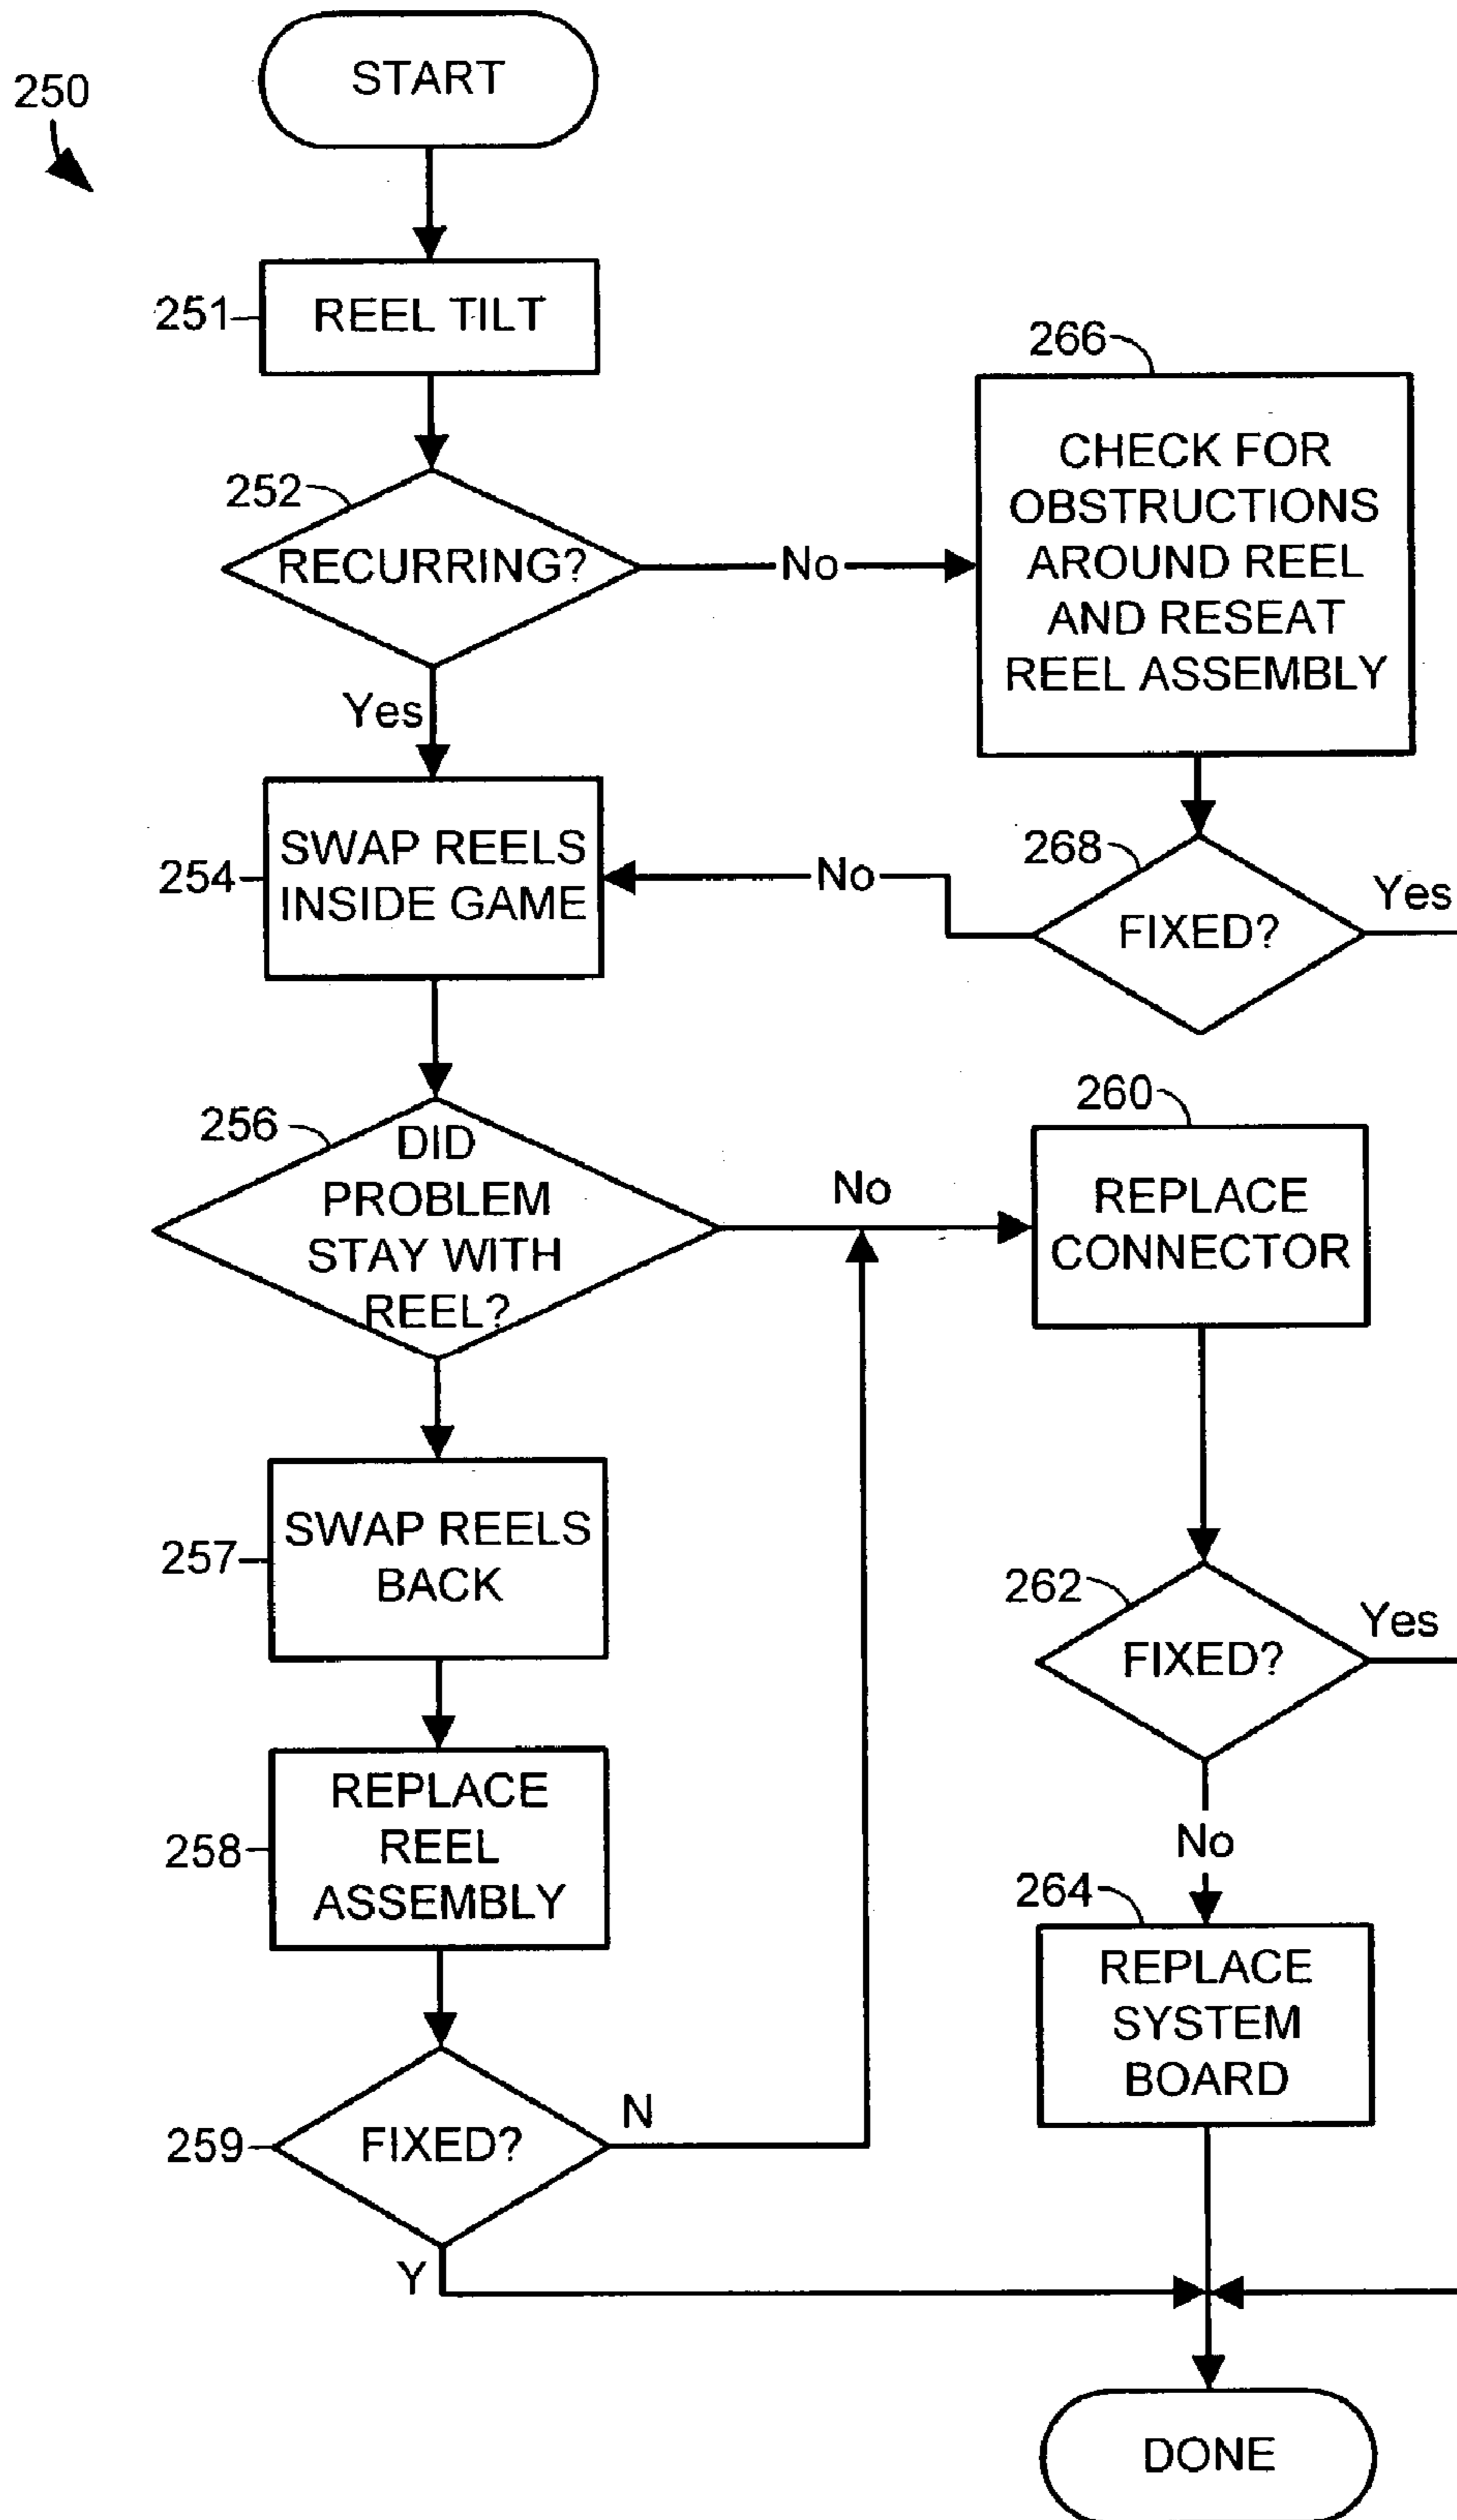 250
START
251
REEL TILT
252
RECURRING?
No
Yes
266
CHECK FOR
OBSTRUCTIONS
AROUND REEL
AND RESEAT
REEL ASSEMBLY
254
SWAP REELS
INSIDE GAME
No
268
FIXED?
Yes
256
DID
PROBLEM
STAY WITH
REEL?
No
260
REPLACE
CONNECTOR
257
SWAP REELS
BACK
262
FIXED?
Yes
No
258
REPLACE
REEL
ASSEMBLY
264
REPLACE
SYSTEM
BOARD
259
FIXED?
N
Y
DONE